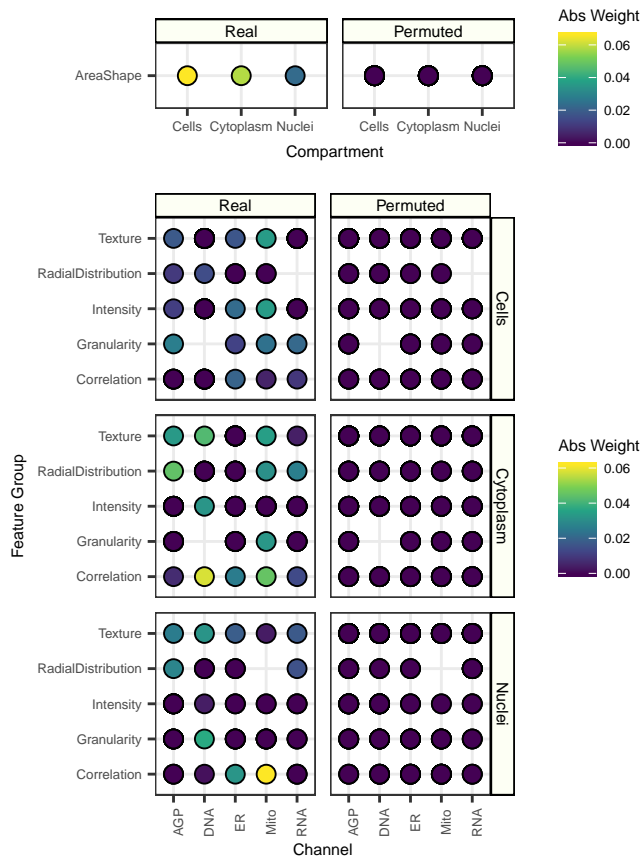 Real Permuted
AreaShape
Cells Cytoplasm Nuclei Cells Cytoplasm Nuclei
Compartment
Abs Weight
0.06
0.04
0.02
0.00
Real Permuted
Texture
RadialDistribution
Intensity
Granularity
Correlation
Cells
Texture
RadialDistribution
Intensity
Granularity
Correlation
Cytoplasm
Texture
RadialDistribution
Intensity
Granularity
Correlation
Nuclei
Feature Group
AGP DNA ER Mito RNA AGP DNA ER Mito RNA
Channel
Abs Weight
0.06
0.04
0.02
0.00